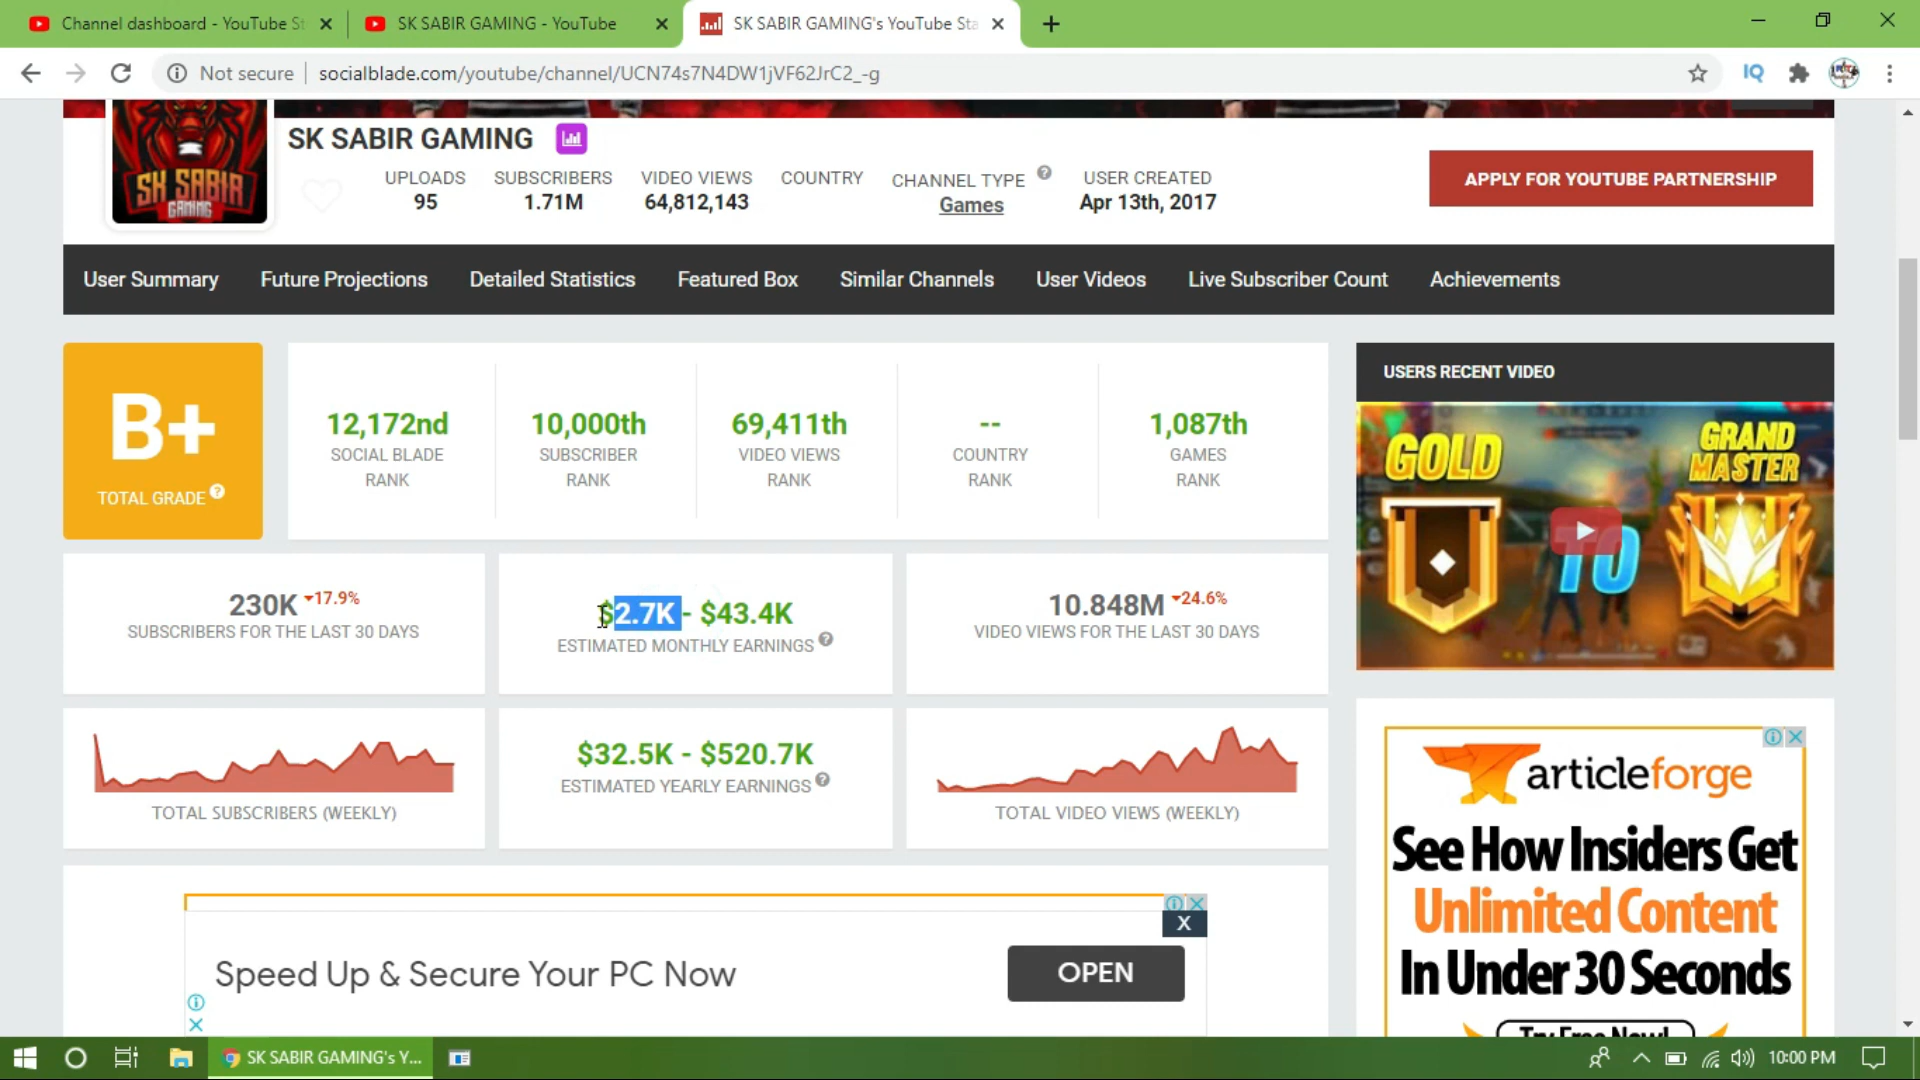 Channel dashboard - YouTube St
SK SABIR GAMING - YouTube
SK SABIR GAMING's YouTube Sta
Not secure
socialblade.com/youtube/channel/UCN74s7N4DW1jVF62JrC2_-g
IQ
SK SABIR
GAMING
SK SABIR GAMING
UPLOADS
95
SUBSCRIBERS
1.71M
VIDEO VIEWS
64,812,143
COUNTRY
CHANNEL TYPE
Games
USER CREATED
Apr 13th, 2017
APPLY FOR YOUTUBE PARTNERSHIP
User Summary
Future Projections
Detailed Statistics
Featured Box
Similar Channels
User Videos
Live Subscriber Count
Achievements
B+
TOTAL GRADE
12,172nd
SOCIAL BLADE
RANK
10,000th
SUBSCRIBER
RANK
69,411th
VIDEO VIEWS
RANK
--
COUNTRY
RANK
1,087th
GAMES
RANK
USERS RECENT VIDEO
GOLD
TO
GRAND
MASTER
230K 17.9%
SUBSCRIBERS FOR THE LAST 30 DAYS
$2.7K - $43.4K
ESTIMATED MONTHLY EARNINGS
10.848M 24.6%
VIDEO VIEWS FOR THE LAST 30 DAYS
TOTAL SUBSCRIBERS (WEEKLY)
$32.5K - $520.7K
ESTIMATED YEARLY EARNINGS
TOTAL VIDEO VIEWS (WEEKLY)
articleforge
See How Insiders Get
Unlimited Content
In Under 30 Seconds
Try Free Now!
X
Speed Up & Secure Your PC Now
OPEN
SK SABIR GAMING's Y...
10:00 PM